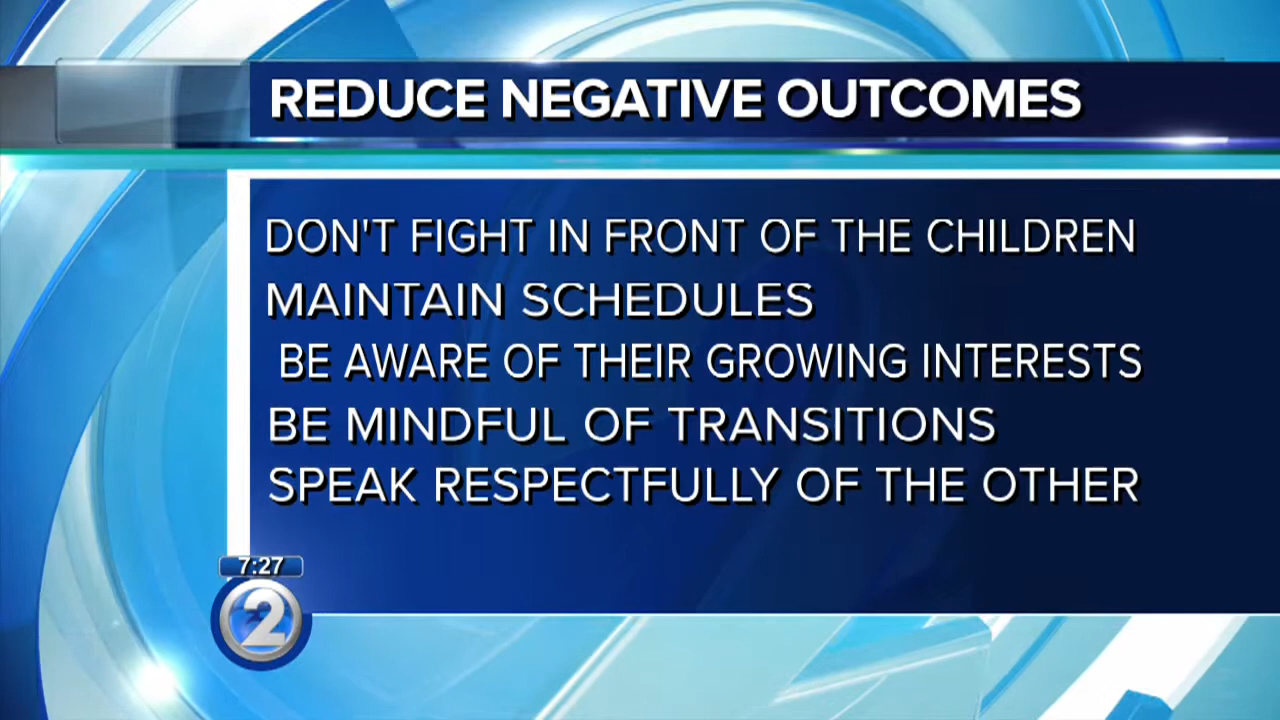 REDUCE NEGATIVE OUTCOMES
DON'T FIGHT IN FRONT OF THE CHILDREN
MAINTAIN SCHEDULES
BE AWARE OF THEIR GROWING INTERESTS
BE MINDFUL OF TRANSITIONS
SPEAK RESPECTFULLY OF THE OTHER
7:27
2